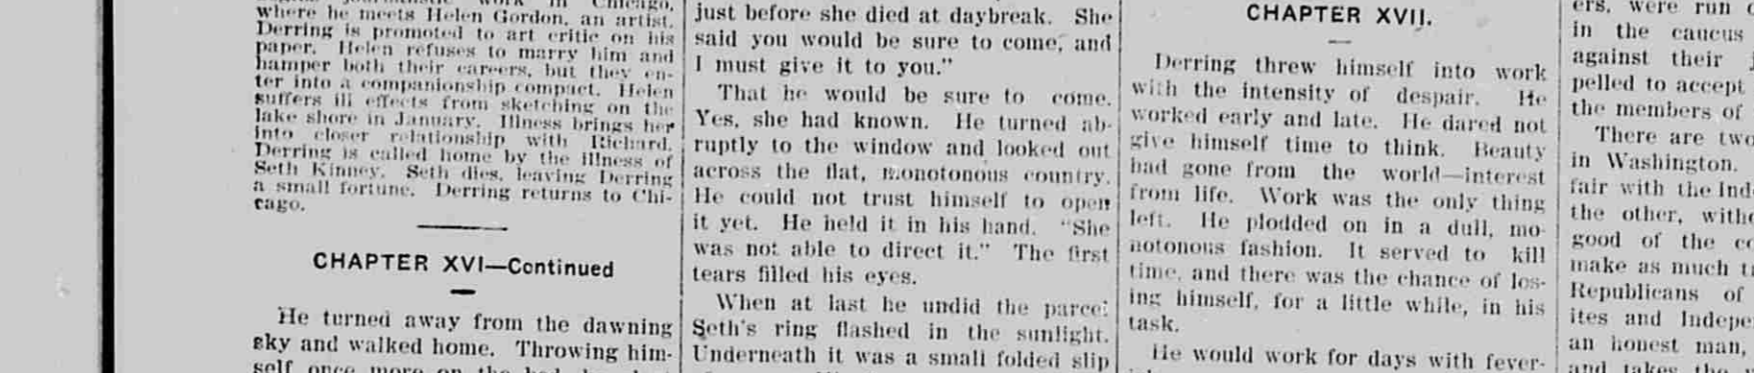 where he meets Helen Gordon, an artist.
Derring is promoted to art critic on his
paper. Helen refuses to marry him and
hamper both their careers, but they en-
ter into a companionship compact. Helen
suffers ill effects from sketching on the
lake shore in January. Illness brings her
into closer relationship with Richard.
Derring is called home by the illness of
Seth Kinney. Seth dies, leaving Derring
a small fortune. Derring returns to Chi-
cago.
CHAPTER XVI—Continued
He turned away from the dawning
sky and walked home. Throwing him-
self once more on the
just before she died at daybreak. She
said you would be sure to come, and
I must give it to you."
That he would be sure to come.
Yes, she had known. He turned ab-
ruptly to the window and looked out
across the flat, monotonous country.
He could not trust himself to open
it yet. He held it in his hand. "She
was not able to direct it." The first
tears filled his eyes.
When at last he undid the parcel
Seth's ring flashed in the sunlight.
Underneath it was a small folded slip
CHAPTER XVII.
Derring threw himself into work
with the intensity of despair. He
worked early and late. He dared not
give himself time to think. Beauty
had gone from the world—interest
from life. Work was the only thing
left. He plodded on in a dull, mo-
notonous fashion. It served to kill
time, and there was the chance of los-
ing himself, for a little while, in his
task.
He would work for days with fever-
ers, were run
in the caucus
against their
pelled to accept
the members of
There are two
in Washington.
fair with the Ind
the other, with
good of the
make as much
Republicans of
ites and Indepe
an honest man,
and takes the